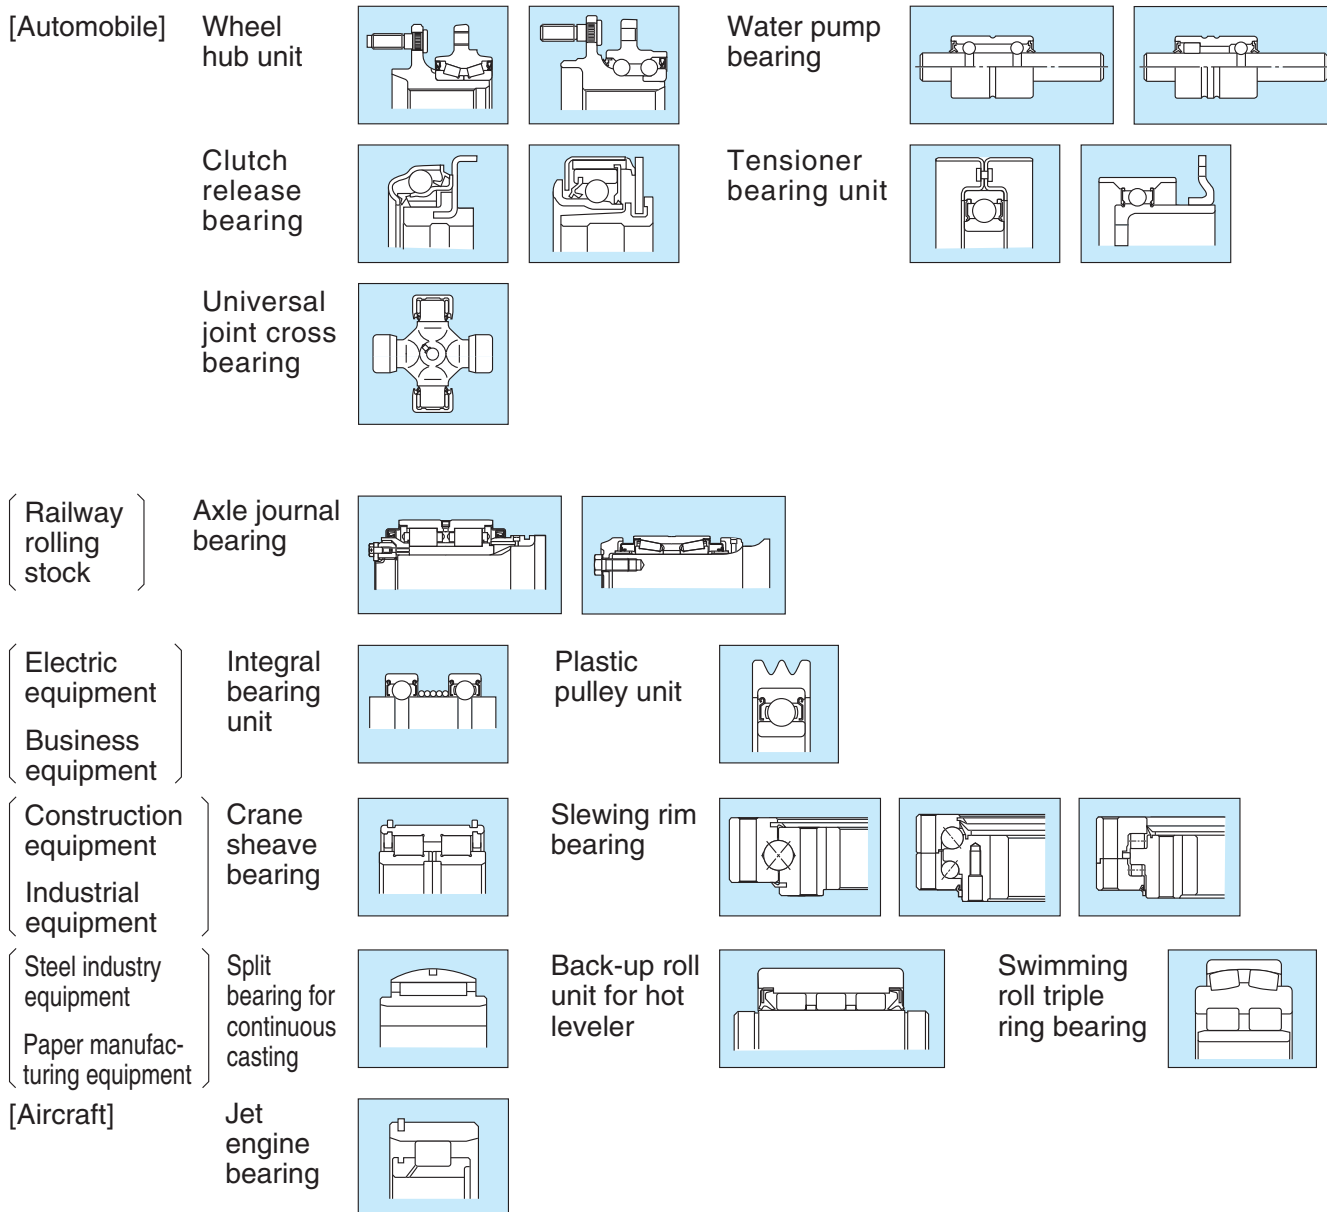 [Automobile]
Wheel
hub unit
Water pump
bearing
Clutch
release
bearing
Tensioner
bearing unit
Universal
joint cross
bearing
Railway
rolling
stock
Axle journal
bearing
Electric
equipment
Business
equipment
Integral
bearing
unit
Plastic
pulley unit
Construction
equipment
Industrial
equipment
Crane
sheave
bearing
Slewing rim
bearing
Steel industry
equipment
Paper manufac-
turing equipment
Split
bearing for
continuous
casting
Back-up roll
unit for hot
leveler
Swimming
roll triple
ring bearing
[Aircraft]
Jet
engine
bearing